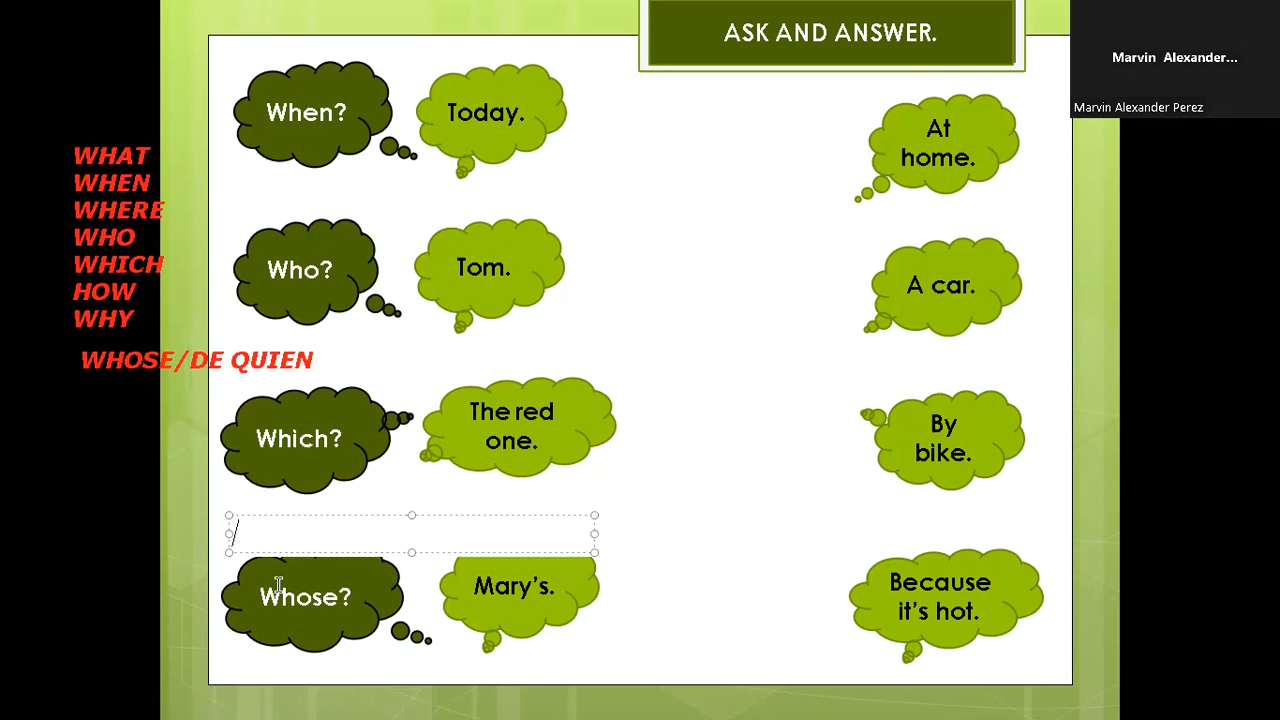 ASK AND ANSWER.
Marvin Alexander...
Marvin Alexander Perez
WHAT
WHEN
WHERE
WHO
WHICH
HOW
WHY
WHOSE/DE QUIEN
When?
Today.
At
home.
Who?
Tom.
A car.
Which?
The red
one.
By
bike.
Whose?
Mary's.
Because
it's hot.